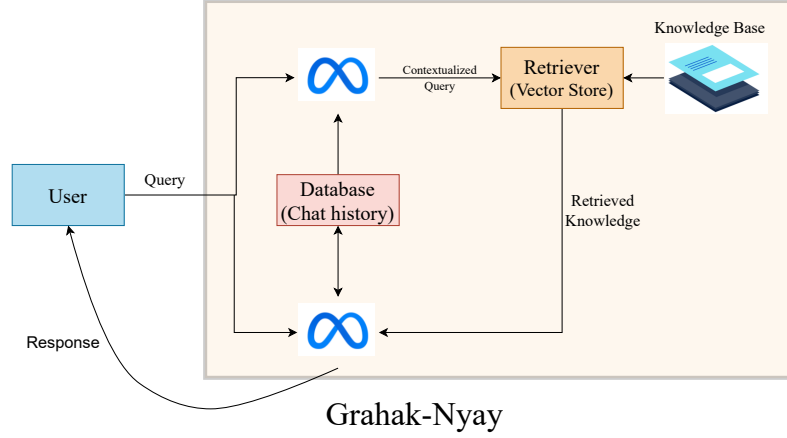 Knowledge Base
Contextualized
Query
Retriever
(Vector Store)
User
Query
Database
(Chat history)
Retrieved
Knowledge
Response
Grahak-Nyay